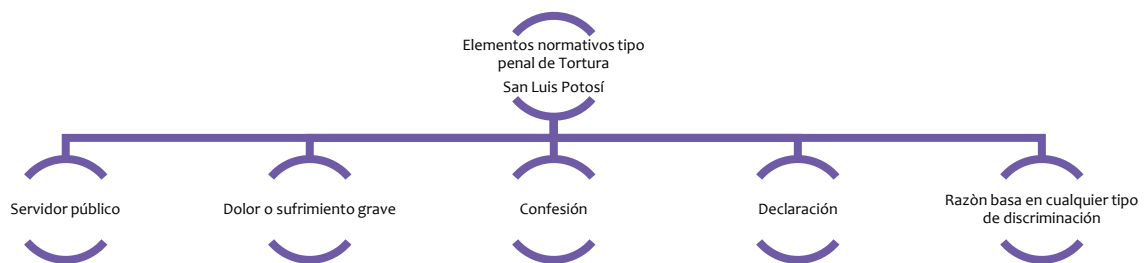 Elementos normativos tipo
penal de Tortura
San Luis Potosí
Servidor público
Dolor o sufrimiento grave
Confesión
Declaración
Razòn basa en cualquier tipo
de discriminación